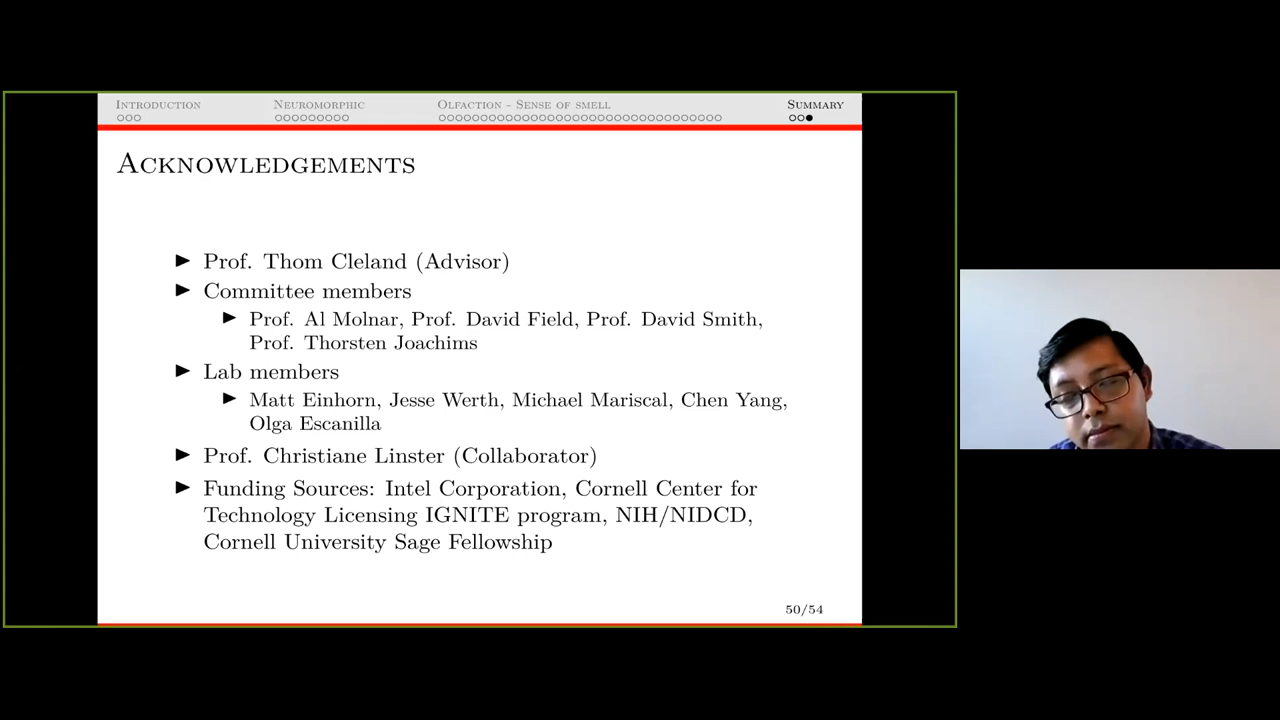 Introduction Neuromorphic Olfaction – Sense of smell Summary
Acknowledgements
Prof. Thom Cleland (Advisor)
Committee members
Prof. Al Molnar, Prof. David Field, Prof. David Smith,
Prof. Thorsten Joachims
Lab members
Matt Einhorn, Jesse Werth, Michael Mariscal, Chen Yang,
Olga Escanilla
Prof. Christiane Linster (Collaborator)
Funding Sources: Intel Corporation, Cornell Center for
Technology Licensing IGNITE program, NIH/NIDCD,
Cornell University Sage Fellowship
50/54